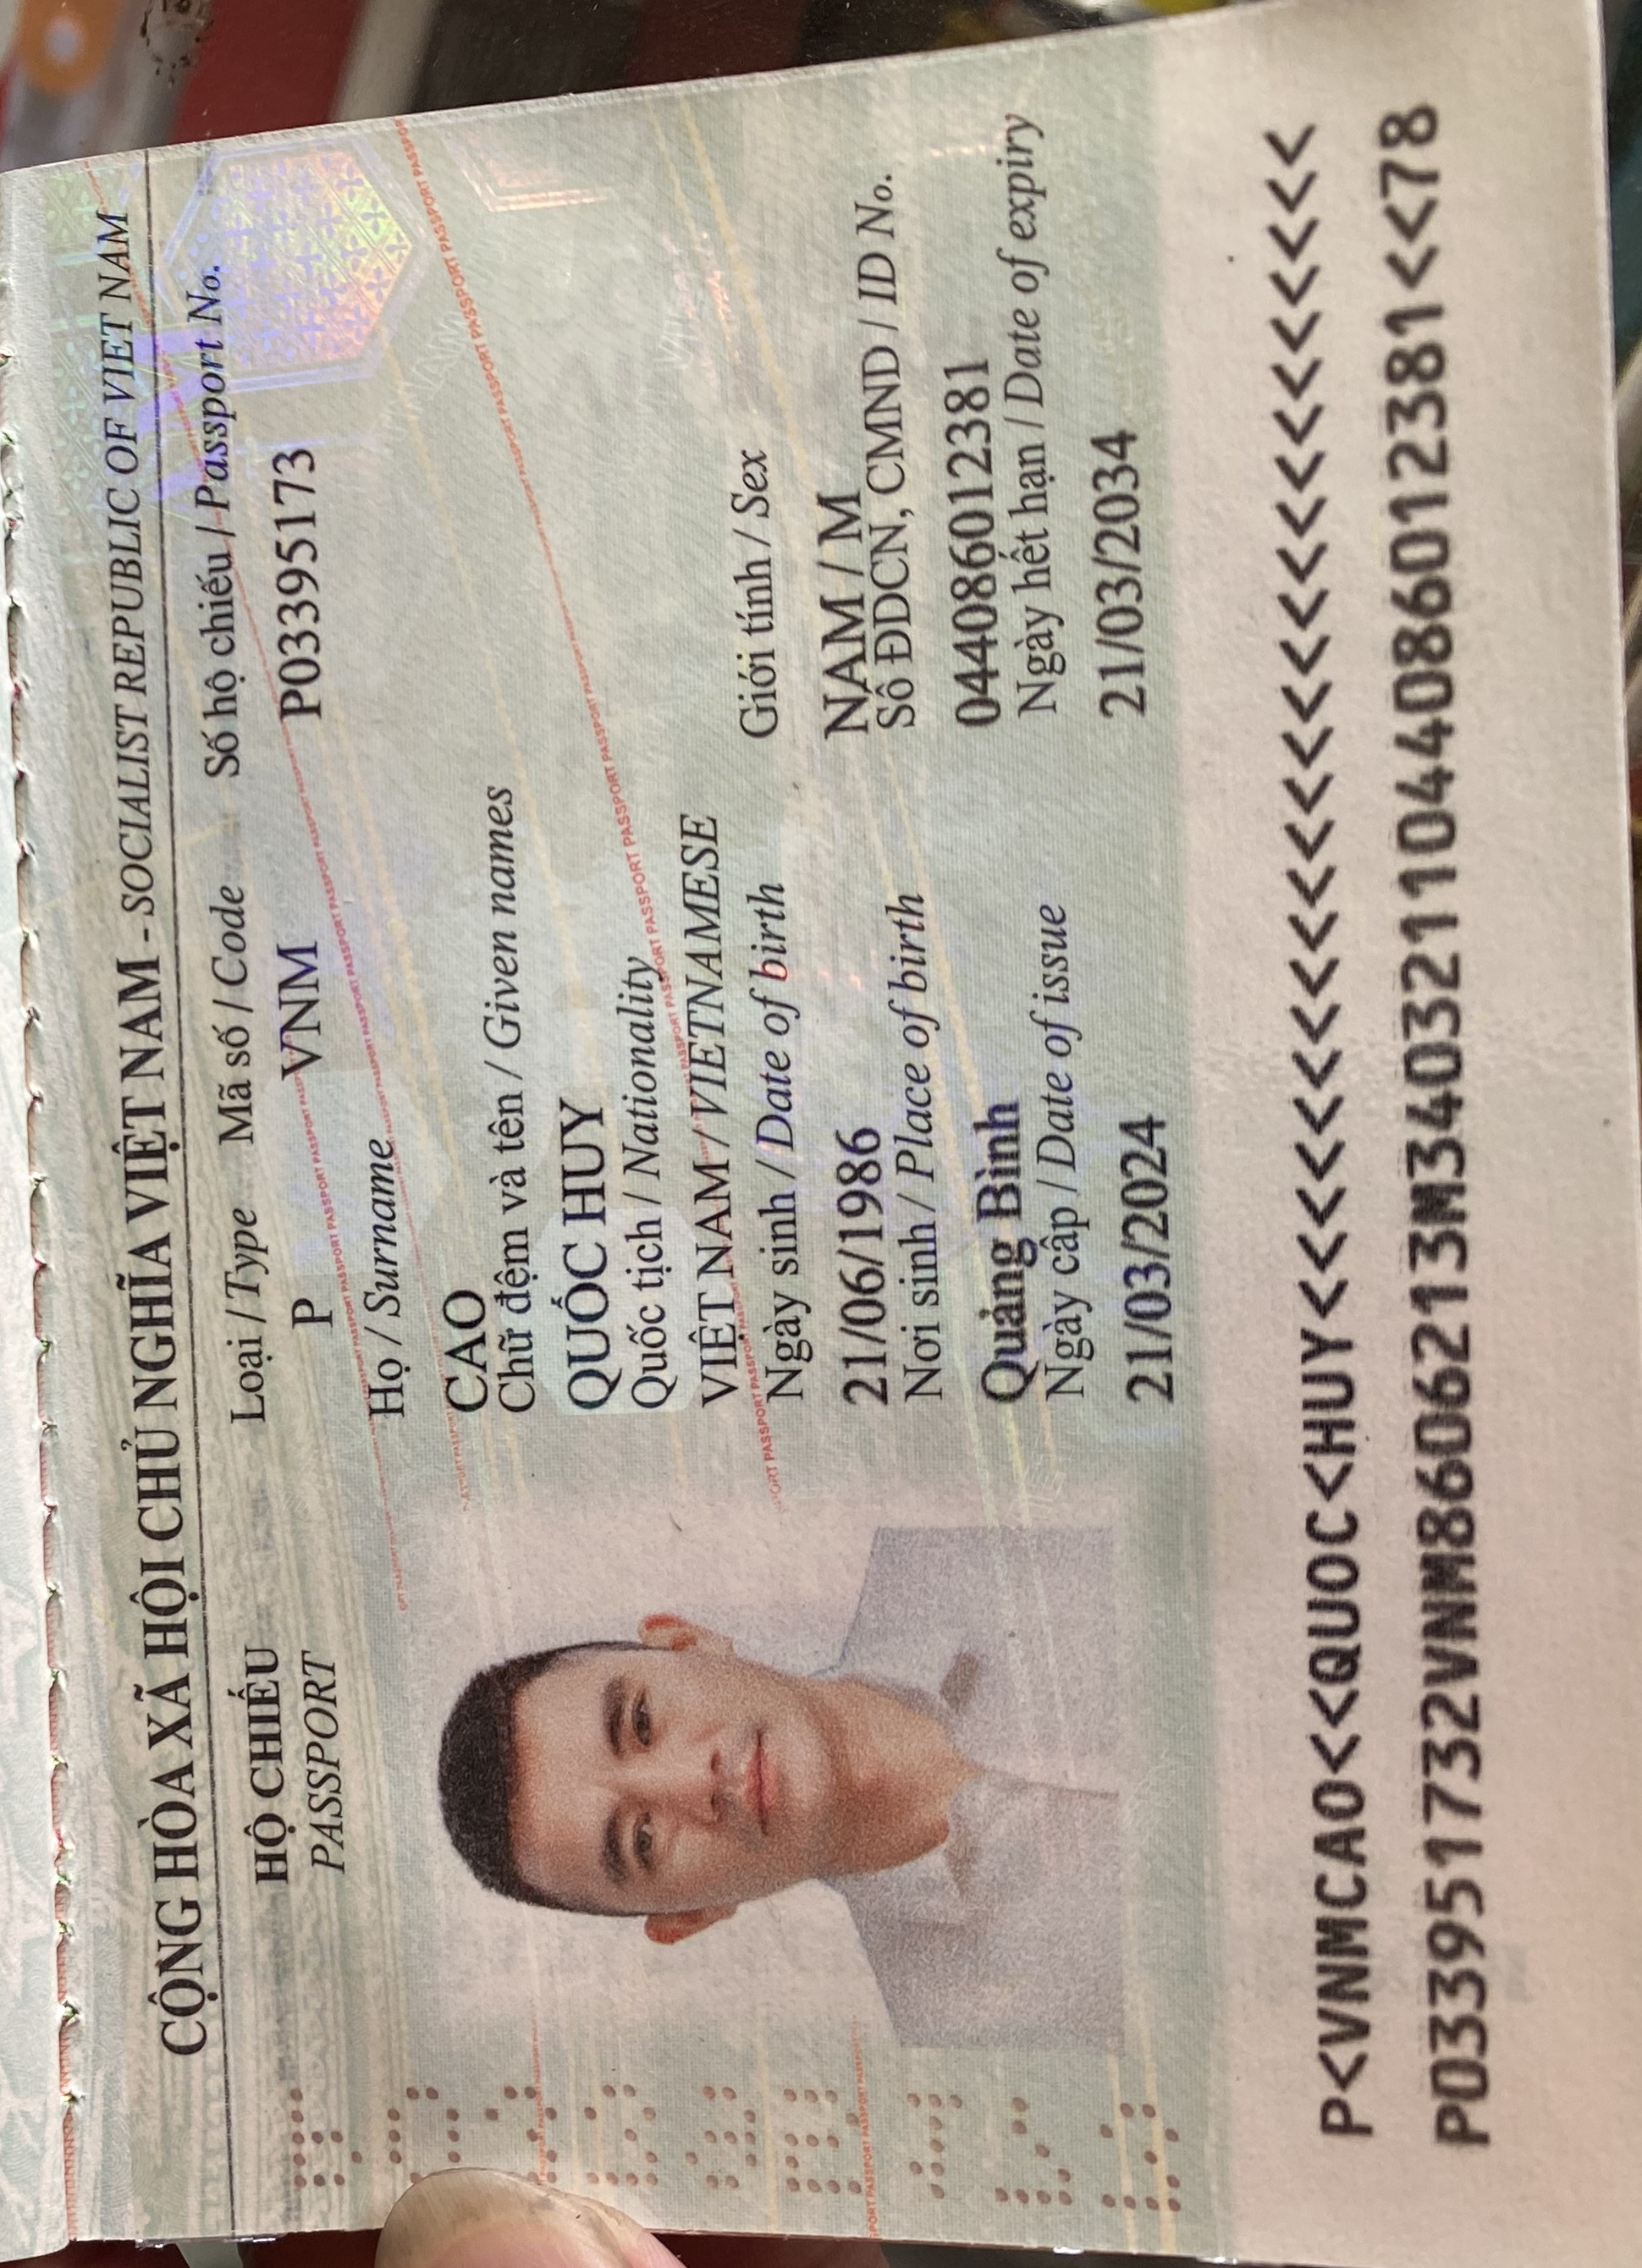 CỘNG HÒA XÃ HỘI CHỦ NGHĨA VIỆT NAM - SOCIALIST REPUBLIC OF VIET NAM
HỘ CHIẾU
PASSPORT
Loại / Type Mã số / Code Số hộ chiếu / Passport No.
P VNM P03395173
Họ / Surname
CAO
Chữ đệm và tên / Given names
QUỐC HUY
Quốc tịch / Nationality
VIỆT NAM / VIETNAMESE
Ngày sinh / Date of birth Giới tính / Sex
21/06/1986 NAM / M
Nơi sinh / Place of birth Số ĐDCN, CMND / ID No.
Quảng Bình 044086012381
Ngày cấp / Date of issue Ngày hết hạn / Date of expiry
21/03/2024 21/03/2034
P<VNMCAO<<QUOC<HUY<<<<<<<<<<<<<<<<<<<<<<<<<<
P033951732VNM8606213M3403211044086012381<<78